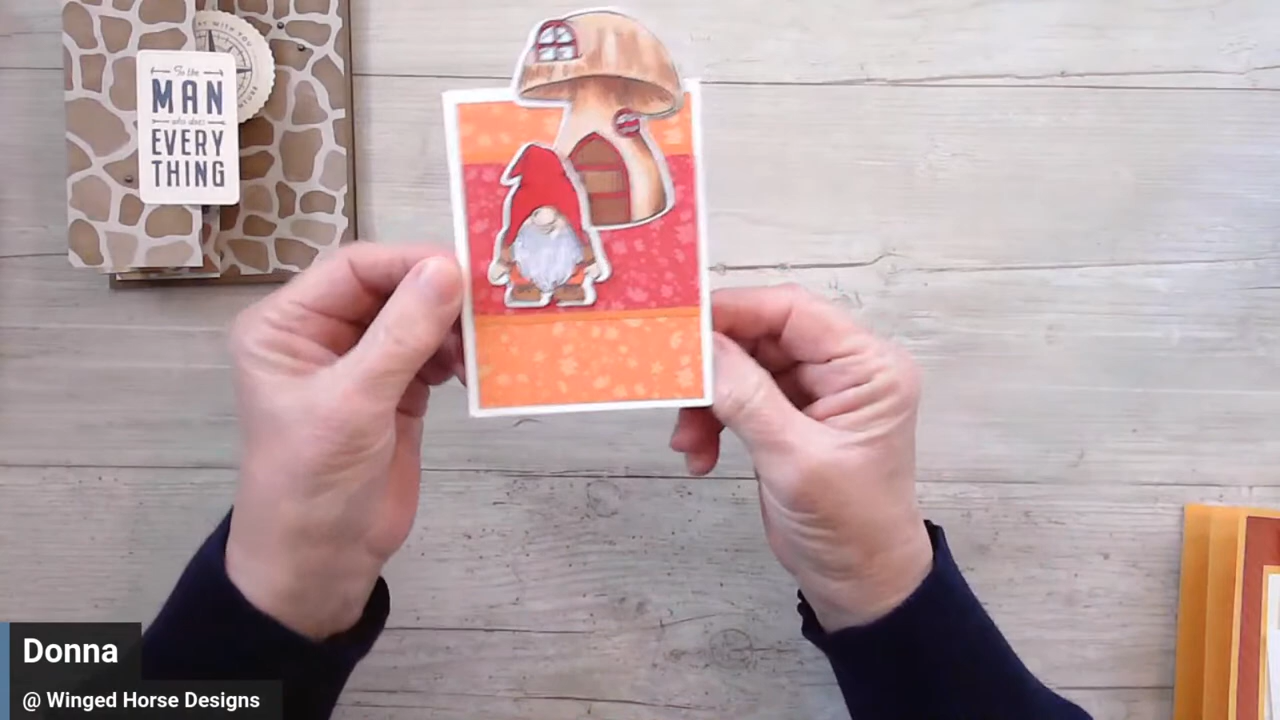 To the
MAN
who does
EVERY
THING
Donna
@ Winged Horse Designs